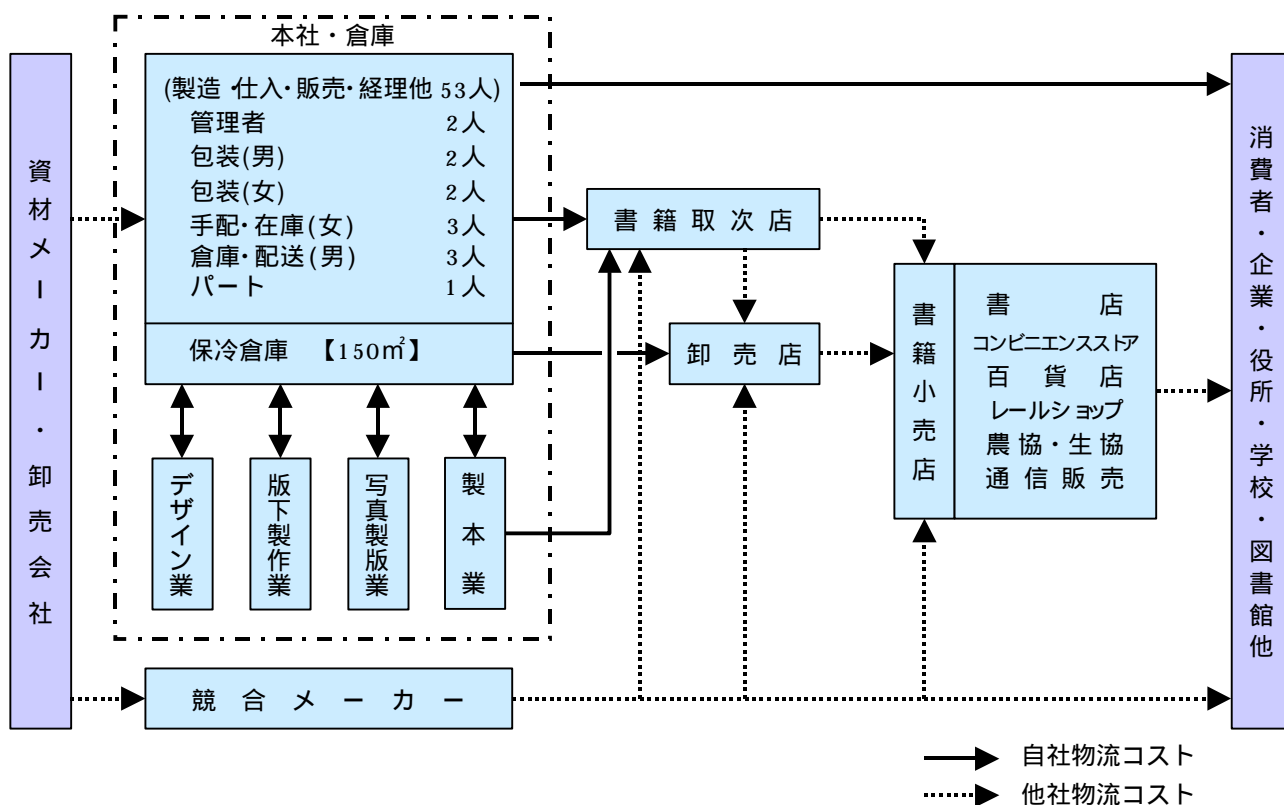 本社・倉庫
資材メーカー・卸売会社
(製造・仕入・販売・経理他 53人)
管理者 2人
包装(男) 2人
包装(女) 2人
手配・在庫(女) 3人
倉庫・配送(男) 3人
パート 1人
保冷倉庫 【150㎡】
デザイン業
版下製作業
写真製版業
製本業
競合メーカー
書籍取次店
卸売店
書籍小売店
書店
コンビニエンスストア
百貨店
レールショップ
農協・生協
通信販売
消費者・企業・役所・学校・図書館他
自社物流コスト
他社物流コスト